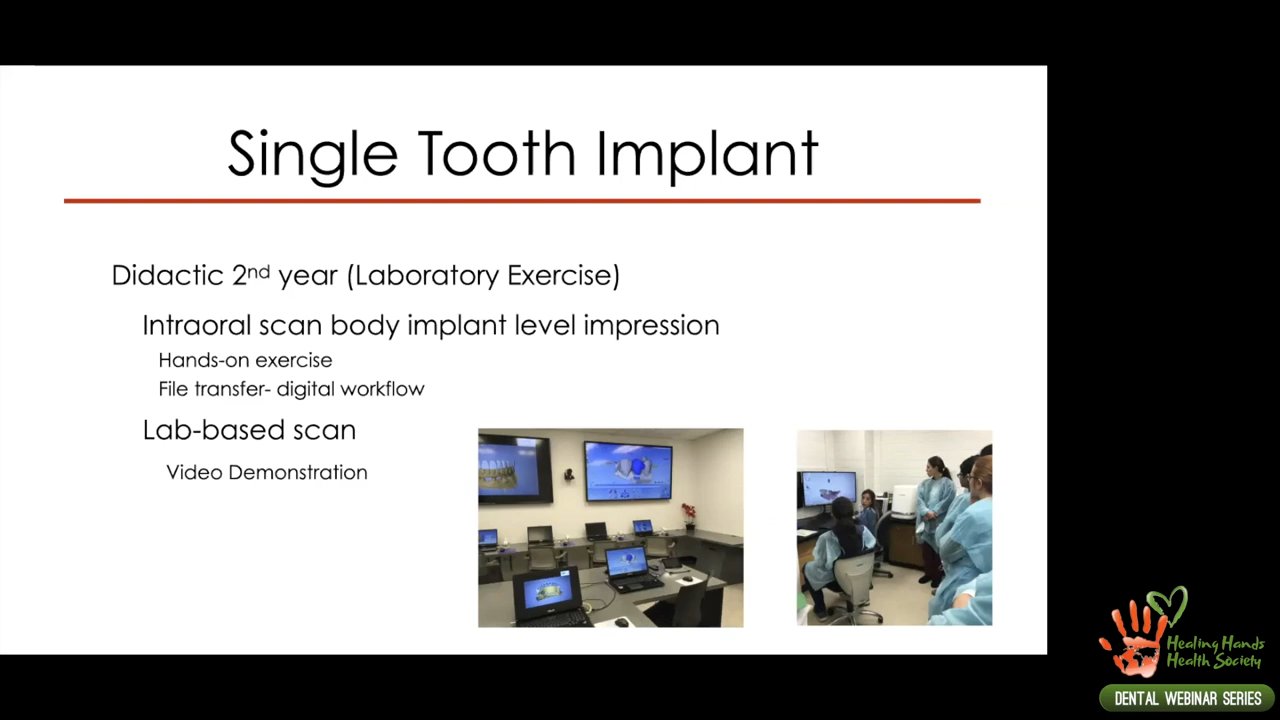 Single Tooth Implant
Didactic 2nd year (Laboratory Exercise)
Intraoral scan body implant level impression
Hands-on exercise
File transfer- digital workflow
Lab-based scan
Video Demonstration
Healing Hands
Health Society
DENTAL WEBINAR SERIES